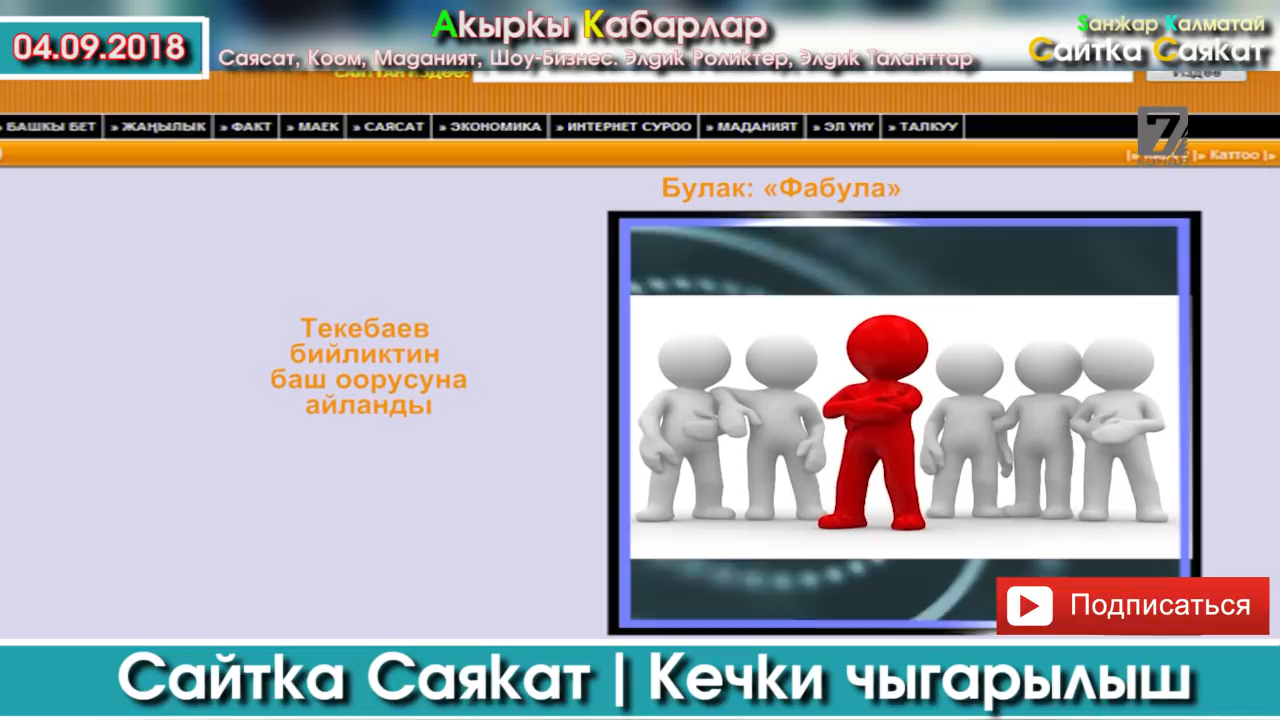 04.09.2018
Акыркы Кабарлар
Саясат, Коом, Маданият, Шоу-Бизнес. Элдик Роликтер, Элдик Таланттар
Санжар Калматай
Сайтка Саякат
» БАШКЫ БЕТ » ЖАҢЫЛЫК » ФАКТ » МАЕК » САЯСАТ » ЭКОНОМИКА » ИНТЕРНЕТ СУРОО » МАДАНИЯТ » ЭЛ ҮНҮ » ТАЛКУУ
7
|» |» Каттоо |»
Булак: «Фабула»
Текебаев
бийликтин
баш оорусуна
айланды
Подписаться
Сайтка Саякат | Кечки чыгарылыш